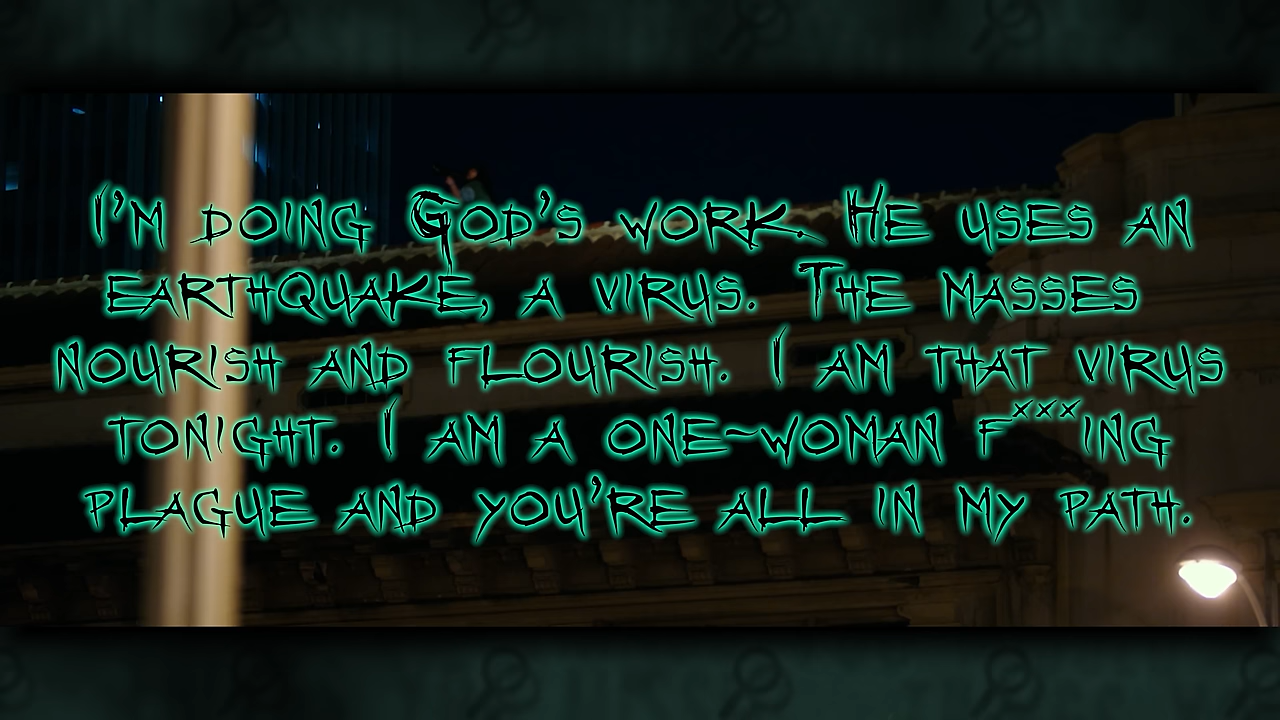 I'm doing God's work. He uses an
earthquake, a virus. The masses
nourish and flourish. I am that virus
tonight. I am a one-woman fxxxing
plague and you're all in my path.